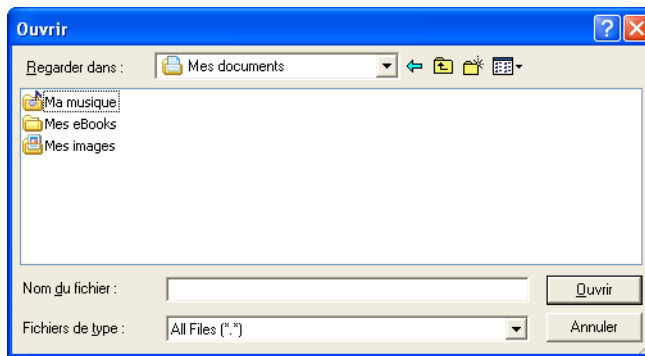 Ouvrir
Regarder dans : Mes documents
Ma musique
Mes eBooks
Mes images
Nom du fichier : Ouvrir
Fichiers de type : All Files (*.*) Annuler